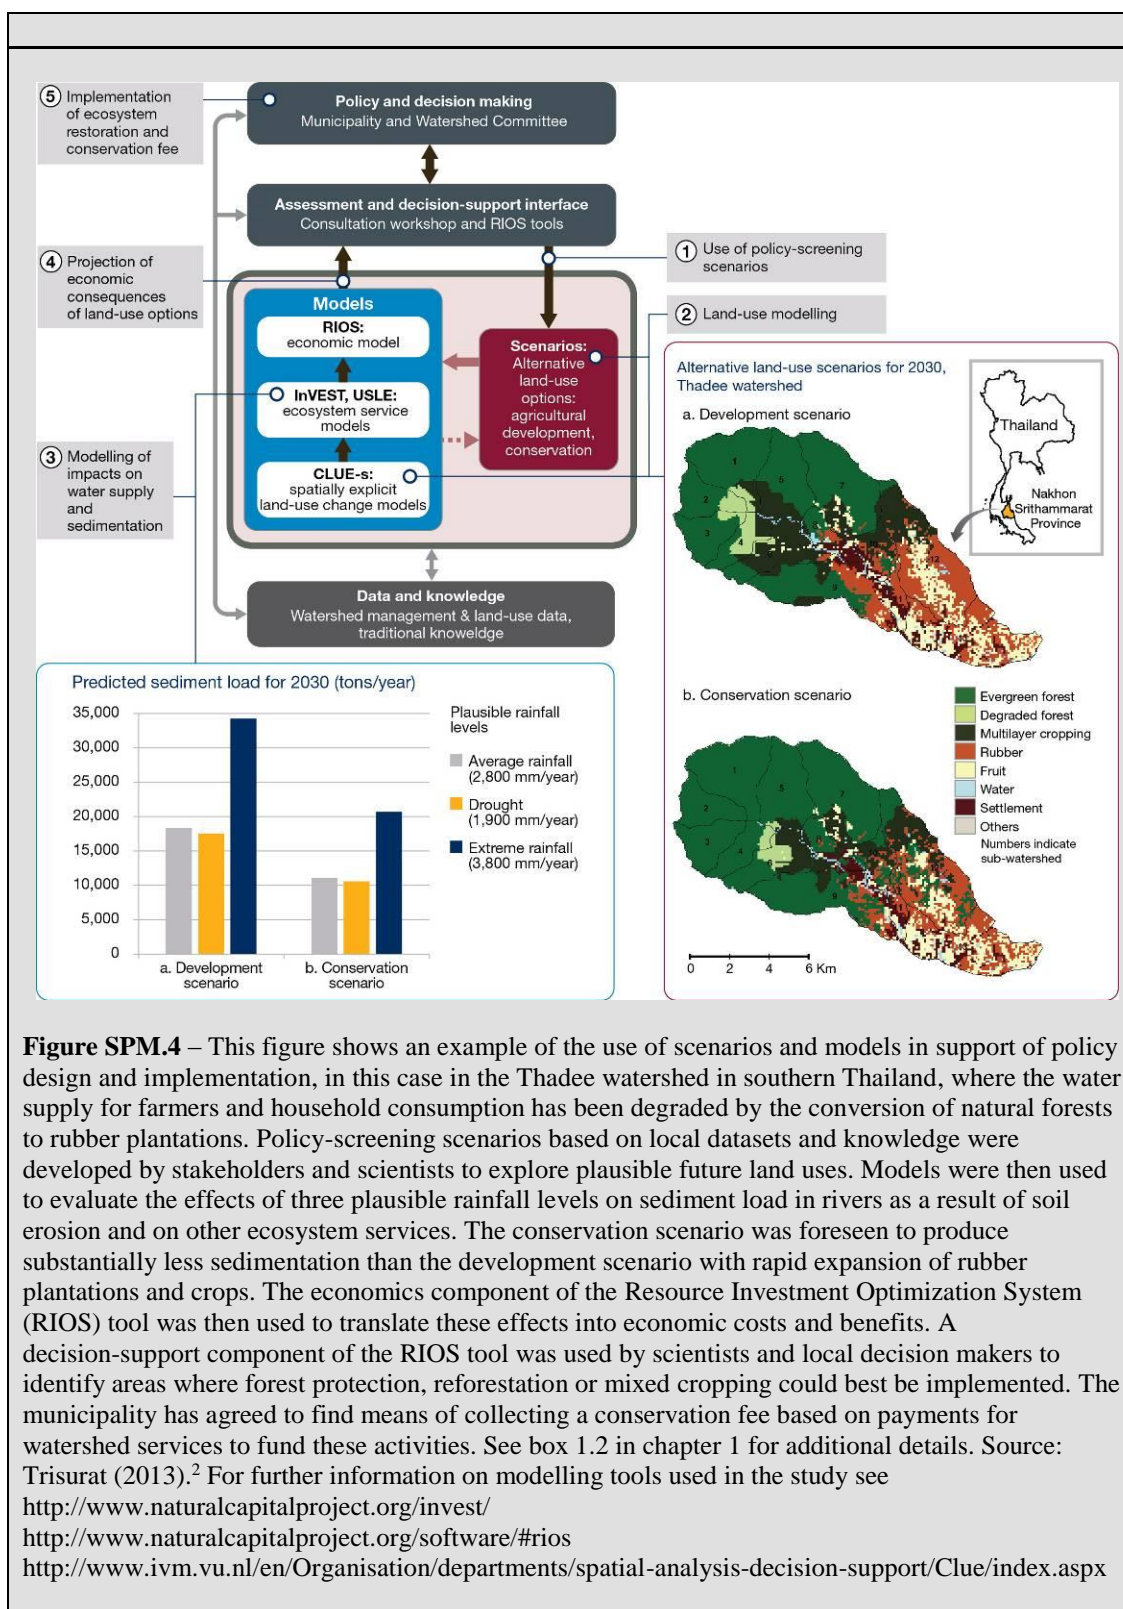 5 Implementation
of ecosystem
restoration and
conservation fee
Policy and decision making
Municipality and Watershed Committee
Assessment and decision-support interface
Consultation workshop and RIOS tools
4 Projection of
economic
consequences
of land-use options
1 Use of policy-screening
scenarios
2 Land-use modelling
Models
RIOS:
economic model
InVEST, USLE:
ecosystem service
models
CLUE-s:
spatially explicit
land-use change models
Scenarios:
Alternative
land-use
options:
agricultural
development,
conservation
3 Modelling of
impacts on
water supply
and
sedimentation
Data and knowledge
Watershed management & land-use data,
traditional knoweldge
Alternative land-use scenarios for 2030,
Thadee watershed
a. Development scenario
Thailand
Nakhon
Srithammarat
Province
1
5
7
2
3
4
8
9
12
b. Conservation scenario
Evergreen forest
Degraded forest
Multilayer cropping
Rubber
Fruit
Water
Settlement
Others
Numbers indicate
sub-watershed
1
5
7
2
3
4
9
0 2 4 6 Km
Predicted sediment load for 2030 (tons/year)
35,000
30,000
25,000
20,000
15,000
10,000
5,000
0
a. Development
scenario
b. Conservation
scenario
Plausible rainfall
levels
Average rainfall
(2,800 mm/year)
Drought
(1,900 mm/year)
Extreme rainfall
(3,800 mm/year)
Figure SPM.4 – This figure shows an example of the use of scenarios and models in support of policy
design and implementation, in this case in the Thadee watershed in southern Thailand, where the water
supply for farmers and household consumption has been degraded by the conversion of natural forests
to rubber plantations. Policy-screening scenarios based on local datasets and knowledge were
developed by stakeholders and scientists to explore plausible future land uses. Models were then used
to evaluate the effects of three plausible rainfall levels on sediment load in rivers as a result of soil
erosion and on other ecosystem services. The conservation scenario was foreseen to produce
substantially less sedimentation than the development scenario with rapid expansion of rubber
plantations and crops. The economics component of the Resource Investment Optimization System
(RIOS) tool was then used to translate these effects into economic costs and benefits. A
decision-support component of the RIOS tool was used by scientists and local decision makers to
identify areas where forest protection, reforestation or mixed cropping could best be implemented. The
municipality has agreed to find means of collecting a conservation fee based on payments for
watershed services to fund these activities. See box 1.2 in chapter 1 for additional details. Source:
Trisurat (2013).2 For further information on modelling tools used in the study see
http://www.naturalcapitalproject.org/invest/
http://www.naturalcapitalproject.org/software/#rios
http://www.ivm.vu.nl/en/Organisation/departments/spatial-analysis-decision-support/Clue/index.aspx